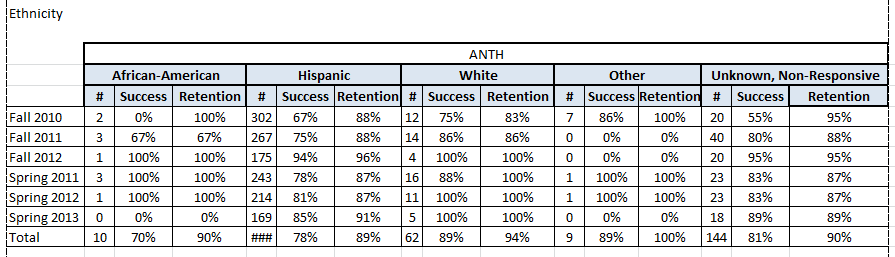 Ethnicity
ANTH
African-American Hispanic White Other Unknown, Non-Responsive
# Success Retention # Success Retention # Success Retention # Success Retention # Success Retention
Fall 2010 2 0% 100% 302 67% 88% 12 75% 83% 7 86% 100% 20 55% 95%
Fall 2011 3 67% 67% 267 75% 88% 14 86% 86% 0 0% 0% 40 80% 88%
Fall 2012 1 100% 100% 175 94% 96% 4 100% 100% 0 0% 0% 20 95% 95%
Spring 2011 3 100% 100% 243 78% 87% 16 88% 100% 1 100% 100% 23 83% 87%
Spring 2012 1 100% 100% 214 81% 87% 11 100% 100% 1 100% 100% 23 83% 87%
Spring 2013 0 0% 0% 169 85% 91% 5 100% 100% 0 0% 0% 18 89% 89%
Total 10 70% 90% ### 78% 89% 62 89% 94% 9 89% 100% 144 81% 90%